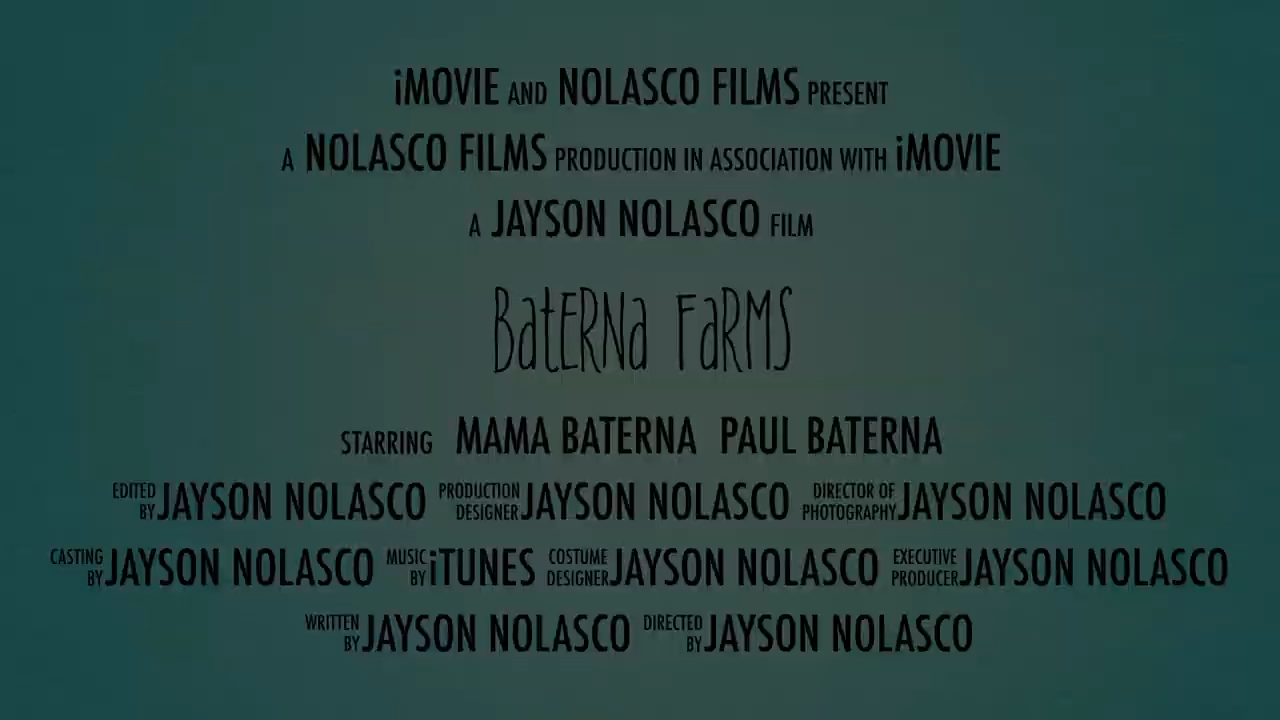 iMOVIE AND NOLASCO FILMS PRESENT
A NOLASCO FILMS PRODUCTION IN ASSOCIATION WITH iMOVIE
A JAYSON NOLASCO FILM
BateRNa FaRMS
STARRING MAMA BATERNA PAUL BATERNA
EDITED BY JAYSON NOLASCO PRODUCTION DESIGNER JAYSON NOLASCO DIRECTOR OF PHOTOGRAPHY JAYSON NOLASCO
CASTING BY JAYSON NOLASCO MUSIC BY iTUNES COSTUME DESIGNER JAYSON NOLASCO EXECUTIVE PRODUCER JAYSON NOLASCO
WRITTEN BY JAYSON NOLASCO DIRECTED BY JAYSON NOLASCO